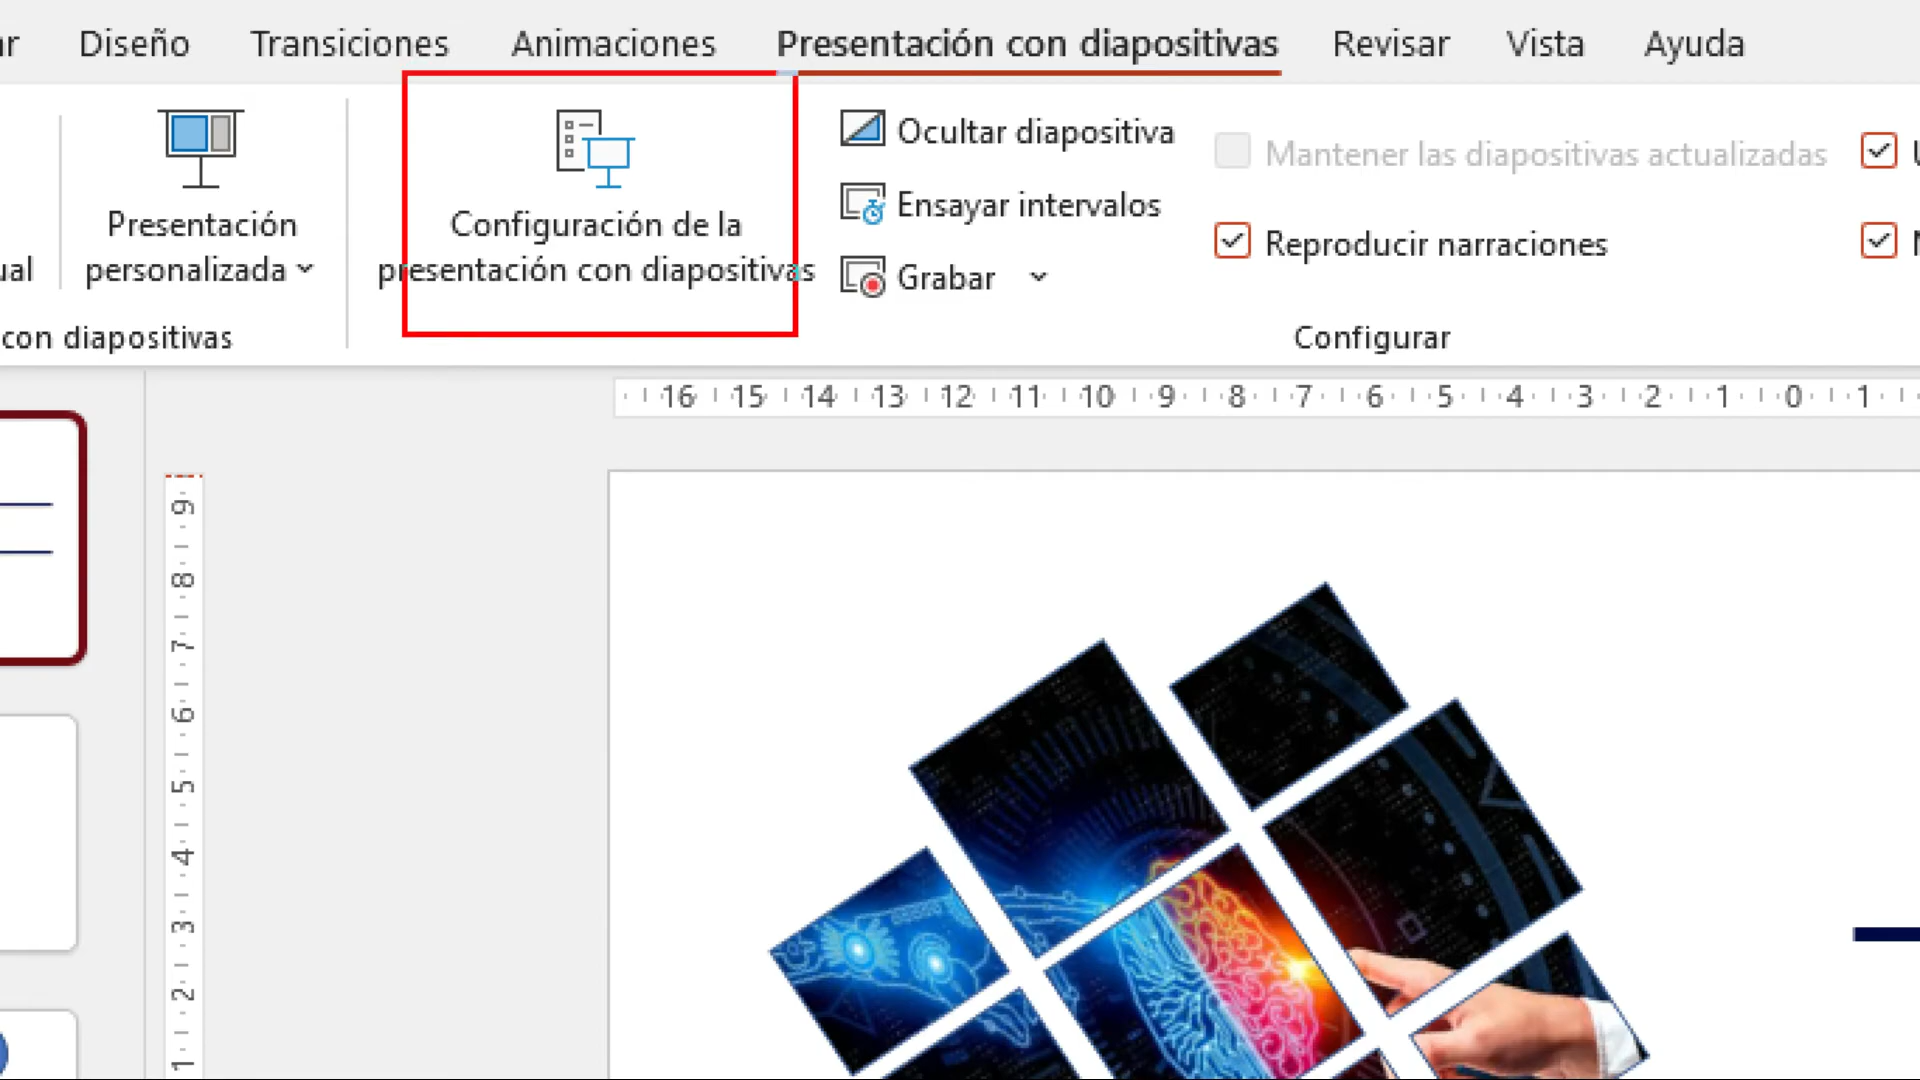 r Diseño Transiciones Animaciones Presentación con diapositivas Revisar Vista Ayuda
Presentación
personalizada
ual
con diapositivas
Configuración de la
presentación con diapositivas
Ocultar diapositiva
Ensayar intervalos
Grabar
Mantener las diapositivas actualizadas
Reproducir narraciones
Configurar
16 15 14 13 12 11 10 9 8 7 6 5 4 3 2 1 0 1
9
8
7
6
5
4
3
2
1